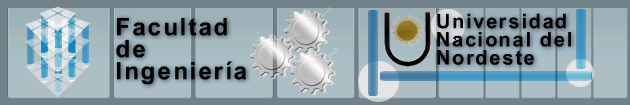 Facultad
de
Ingeniería
Universidad
Nacional del
Nordeste